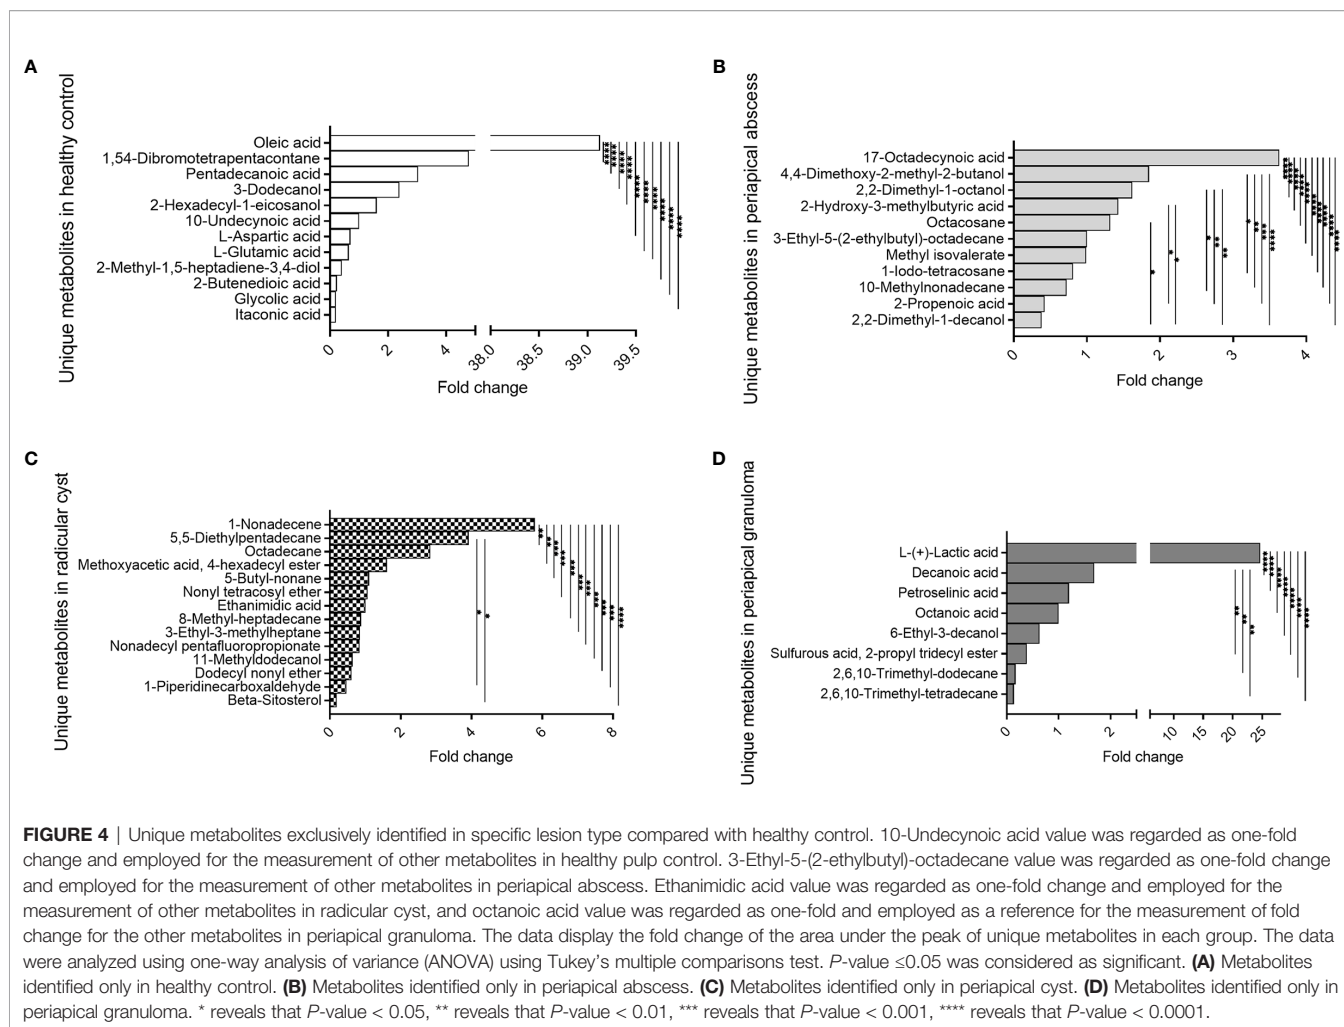 A
Unique metabolites in healthy control
Oleic acid
1,54-Dibromotetrapentacontane
Pentadecanoic acid
3-Dodecanol
2-Hexadecyl-1-eicosanol
10-Undecynoic acid
L-Aspartic acid
L-Glutamic acid
2-Methyl-1,5-heptadiene-3,4-diol
2-Butenedioic acid
Glycolic acid
Itaconic acid
0 2 4 38.0 38.5 39.0 39.5
Fold change
B
Unique metabolites in periapical abscess
17-Octadecynoic acid
4,4-Dimethoxy-2-methyl-2-butanol
2,2-Dimethyl-1-octanol
2-Hydroxy-3-methylbutyric acid
Octacosane
3-Ethyl-5-(2-ethylbutyl)-octadecane
Methyl isovalerate
1-Iodo-tetracosane
10-Methylnonadecane
2-Propenoic acid
2,2-Dimethyl-1-decanol
0 1 2 3 4
Fold change
C
Unique metabolites in radicular cyst
1-Nonadecene
5,5-Diethylpentadecane
Octadecane
Methoxyacetic acid, 4-hexadecyl ester
5-Butyl-nonane
Nonyl tetracosyl ether
Ethanimidic acid
8-Methyl-heptadecane
3-Ethyl-3-methylheptane
Nonadecyl pentafluoropropionate
11-Methyldodecanol
Dodecyl nonyl ether
1-Piperidinecarboxaldehyde
Beta-Sitosterol
0 2 4 6 8
Fold change
D
Unique metabolites in periapical granuloma
L-(+)-Lactic acid
Decanoic acid
Petroselinic acid
Octanoic acid
6-Ethyl-3-decanol
Sulfurous acid, 2-propyl tridecyl ester
2,6,10-Trimethyl-dodecane
2,6,10-Trimethyl-tetradecane
0 1 2 10 15 20 25
Fold change
FIGURE 4 | Unique metabolites exclusively identified in specific lesion type compared with healthy control. 10-Undecynoic acid value was regarded as one-fold
change and employed for the measurement of other metabolites in healthy pulp control. 3-Ethyl-5-(2-ethylbutyl)-octadecane value was regarded as one-fold change
and employed for the measurement of other metabolites in periapical abscess. Ethanimidic acid value was regarded as one-fold change and employed for the
measurement of other metabolites in radicular cyst, and octanoic acid value was regarded as one-fold and employed as a reference for the measurement of fold
change for the other metabolites in periapical granuloma. The data display the fold change of the area under the peak of unique metabolites in each group. The data
were analyzed using one-way analysis of variance (ANOVA) using Tukey's multiple comparisons test. P-value ≤0.05 was considered as significant. (A) Metabolites
identified only in healthy control. (B) Metabolites identified only in periapical abscess. (C) Metabolites identified only in periapical cyst. (D) Metabolites identified only in
periapical granuloma. * reveals that P-value < 0.05, ** reveals that P-value < 0.01, *** reveals that P-value < 0.001, **** reveals that P-value < 0.0001.